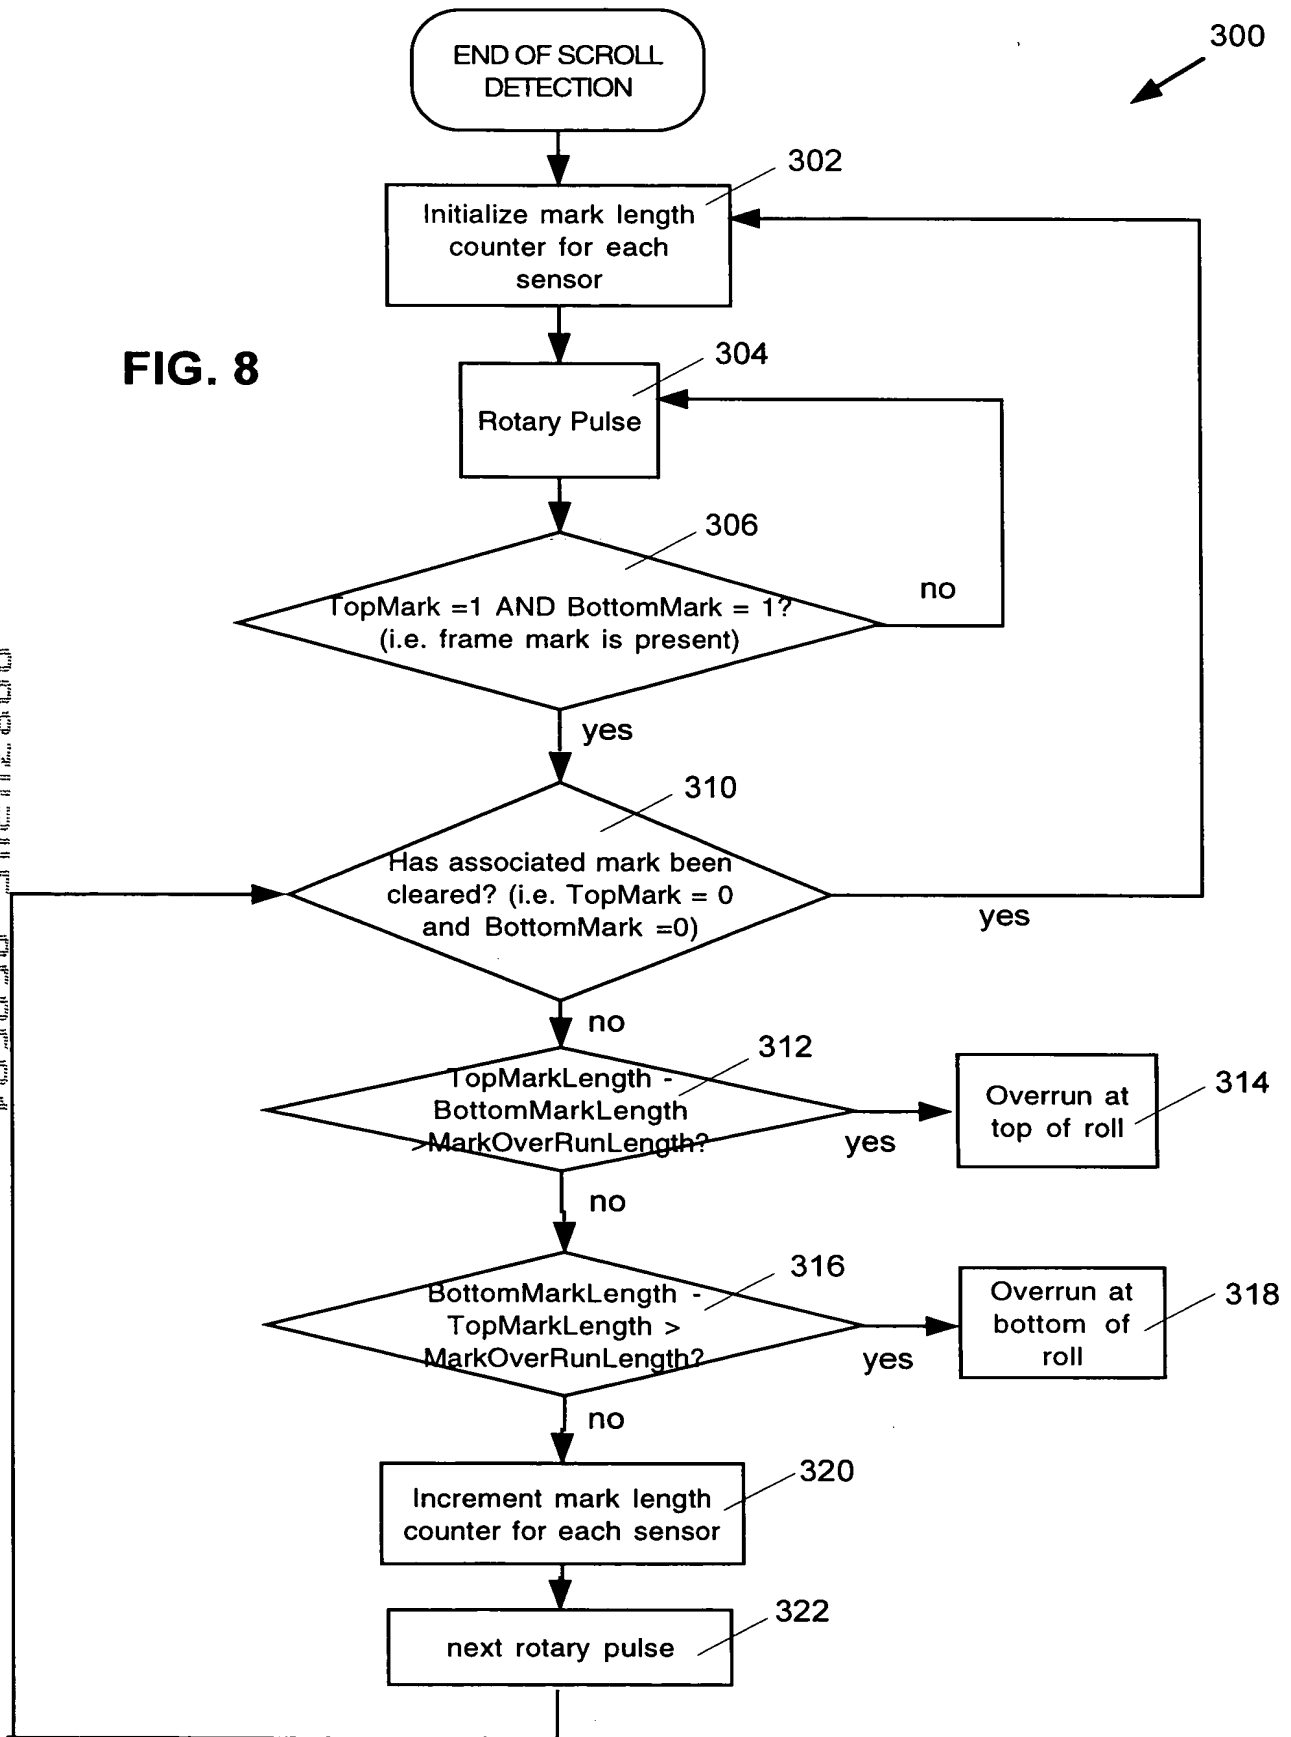 END OF SCROLL
DETECTION
300
302
Initialize mark length
counter for each
sensor
FIG. 8
304
Rotary Pulse
306
TopMark =1 AND BottomMark = 1?
(i.e. frame mark is present)
no
yes
310
Has associated mark been
cleared? (i.e. TopMark = 0
and BottomMark =0)
yes
no
312
TopMarkLength -
BottomMarkLength
>MarkOverRunLength?
yes
Overrun at
top of roll
314
no
316
BottomMarkLength -
TopMarkLength >
MarkOverRunLength?
yes
Overrun at
bottom of
roll
318
no
320
Increment mark length
counter for each sensor
322
next rotary pulse